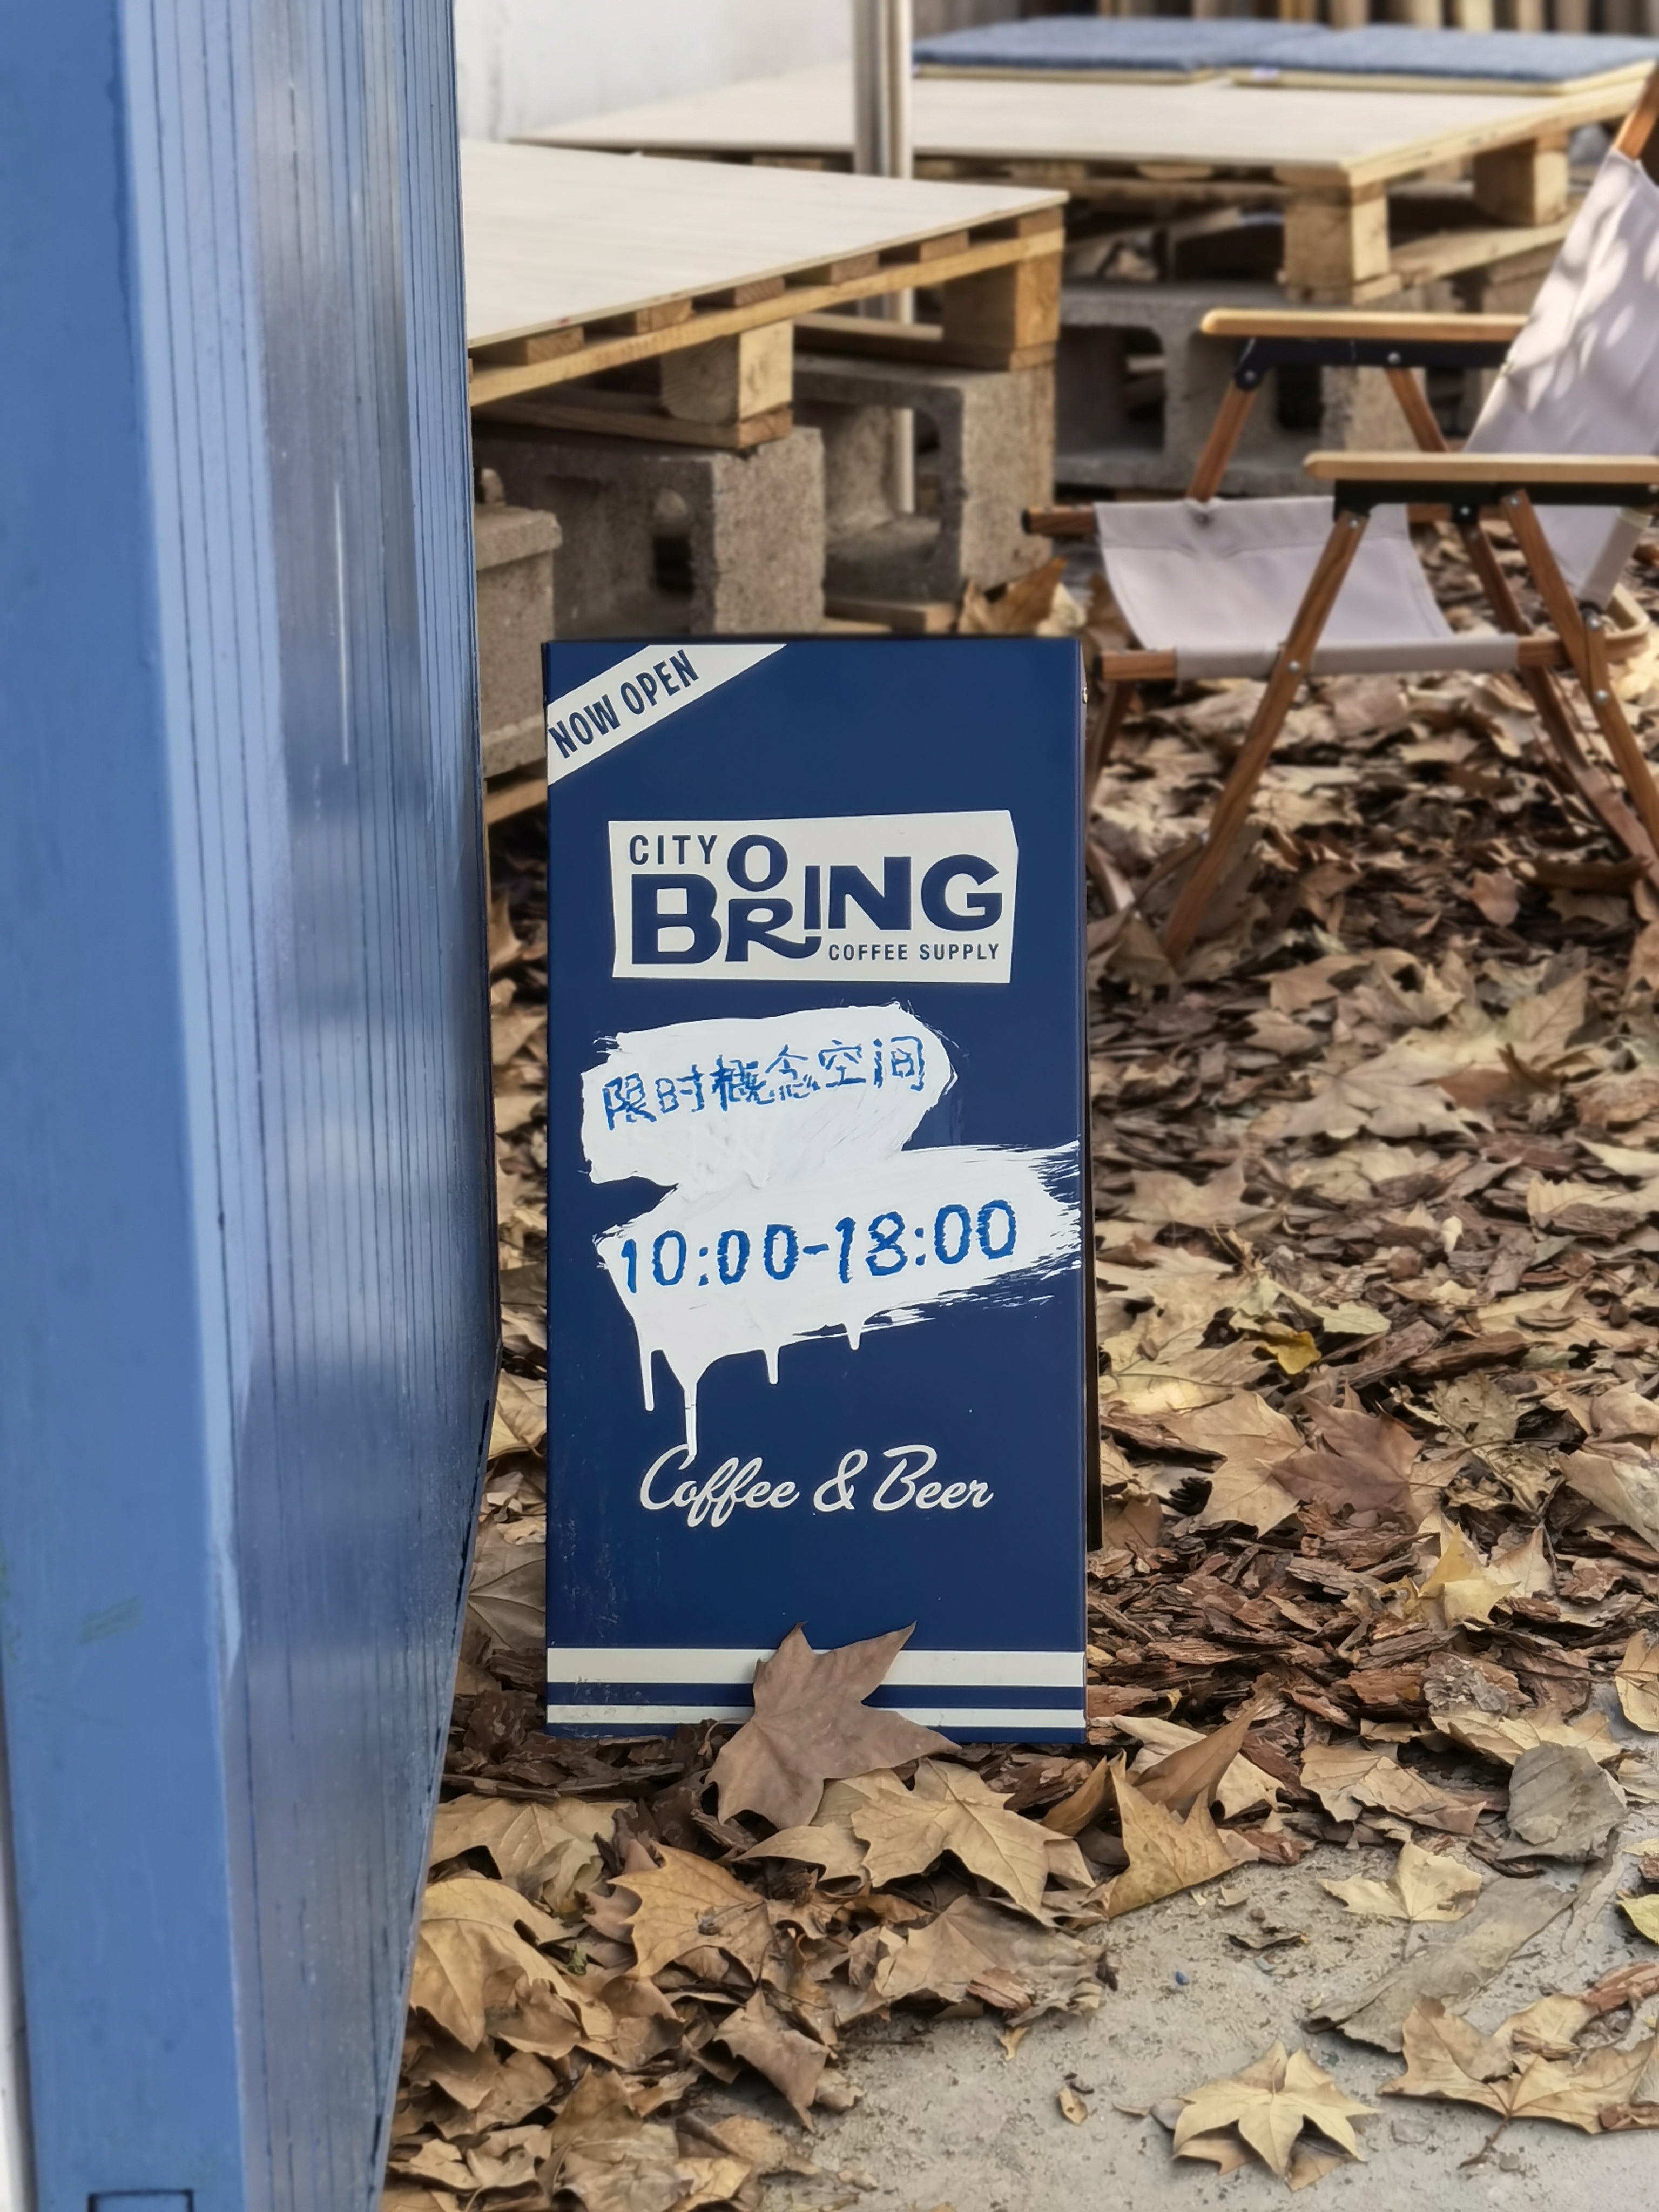 NOW OPEN
CITY
BORING
COFFEE SUPPLY
限时概念空间
10:00-18:00
Coffee & Beer